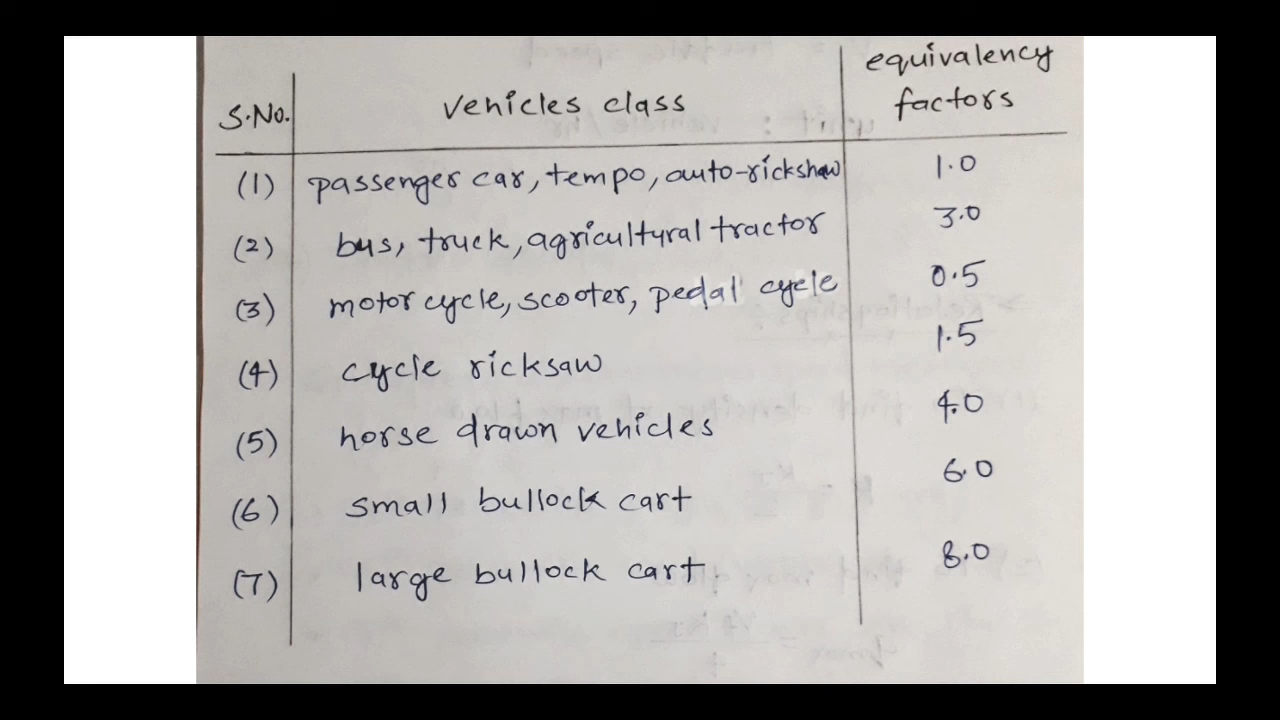 S.No. vehicles class equivalency factors
(1) passenger car, tempo, auto-rickshaw 1.0
(2) bus, truck, agricultural tractor 3.0
(3) motor cycle, scooter, pedal cycle 0.5
(4) cycle ricksaw 1.5
(5) horse drawn vehicles 4.0
(6) small bullock cart 6.0
(7) large bullock cart 8.0